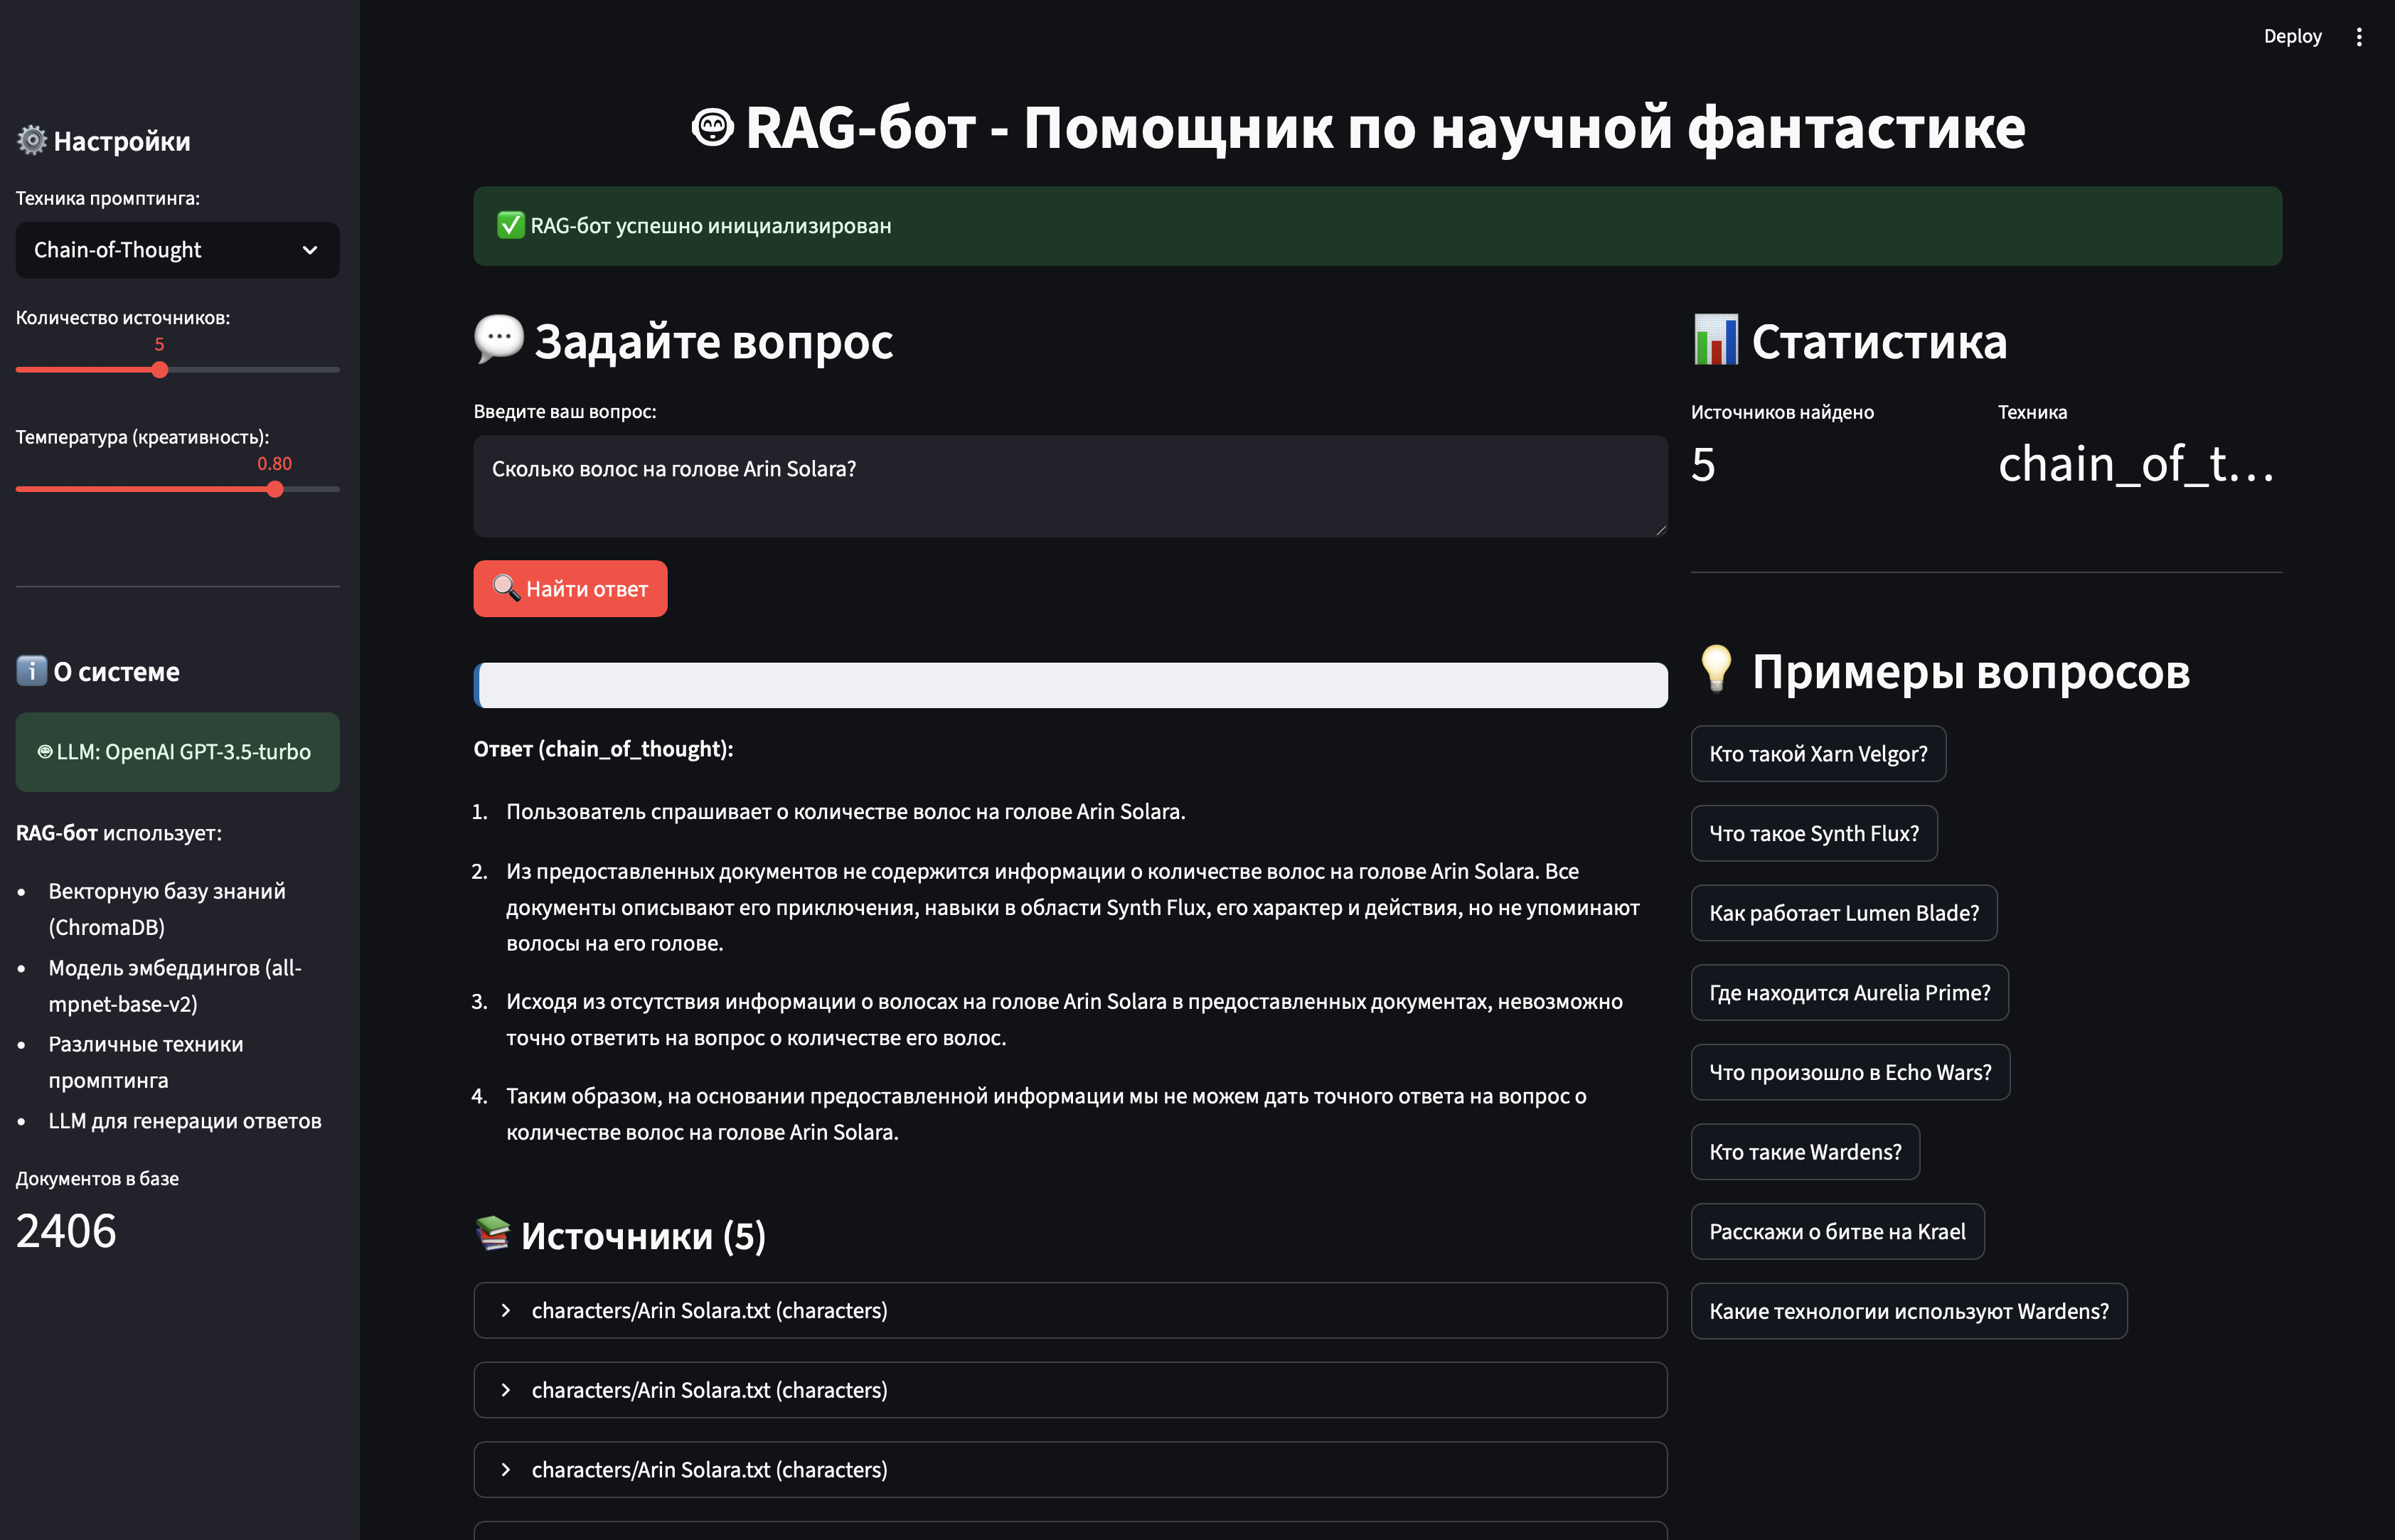 Deploy
Настройки
Техника промптинга:
Chain-of-Thought
Количество источников:
5
Температура (креативность):
0.80
О системе
LLM: OpenAI GPT-3.5-turbo
RAG-бот использует:
• Векторную базу знаний
(ChromaDB)
• Модель эмбеддингов (all-
mpnet-base-v2)
• Различные техники
промптинга
• LLM для генерации ответов
Документов в базе
2406
RAG-бот - Помощник по научной фантастике
RAG-бот успешно инициализирован
Задайте вопрос
Введите ваш вопрос:
Сколько волос на голове Arin Solara?
Найти ответ
Ответ (chain_of_thought):
1. Пользователь спрашивает о количестве волос на голове Arin Solara.
2. Из предоставленных документов не содержится информации о количестве волос на голове Arin Solara. Все
документы описывают его приключения, навыки в области Synth Flux, его характер и действия, но не упоминают
волосы на его голове.
3. Исходя из отсутствия информации о волосах на голове Arin Solara в предоставленных документах, невозможно
точно ответить на вопрос о количестве его волос.
4. Таким образом, на основании предоставленной информации мы не можем дать точного ответа на вопрос о
количестве волос на голове Arin Solara.
Источники (5)
characters/Arin Solara.txt (characters)
characters/Arin Solara.txt (characters)
characters/Arin Solara.txt (characters)
Статистика
Источников найдено
5
Техника
chain_of_t...
Примеры вопросов
Кто такой Xarn Velgor?
Что такое Synth Flux?
Как работает Lumen Blade?
Где находится Aurelia Prime?
Что произошло в Echo Wars?
Кто такие Wardens?
Расскажи о битве на Krael
Какие технологии используют Wardens?